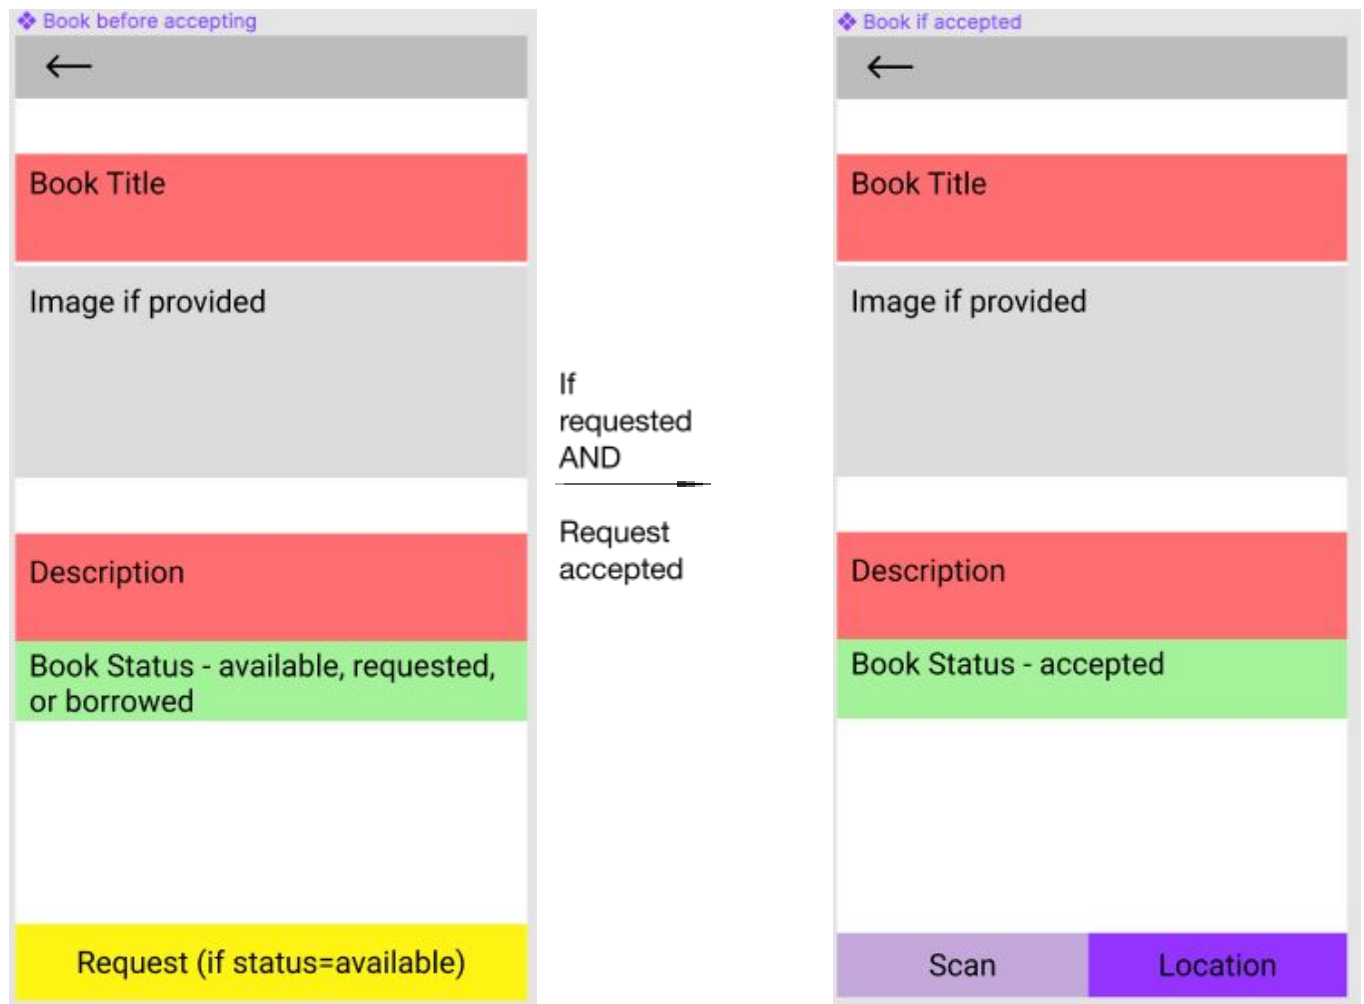 Book before accepting
Book Title
Image if provided
Description
Book Status - available, requested,
or borrowed
Request (if status=available)
If
requested
AND
Request
accepted
Book if accepted
Book Title
Image if provided
Description
Book Status - accepted
Scan
Location